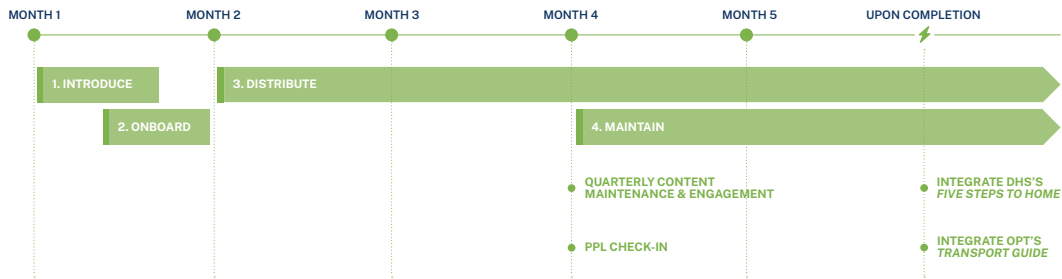 MONTH 1
MONTH 2
MONTH 3
MONTH 4
MONTH 5
UPON COMPLETION
1. INTRODUCE
3. DISTRIBUTE
2. ONBOARD
4. MAINTAIN
QUARTERLY CONTENT
MAINTENANCE & ENGAGEMENT
INTEGRATE DHS'S
FIVE STEPS TO HOME
PPL CHECK-IN
INTEGRATE OPT'S
TRANSPORT GUIDE